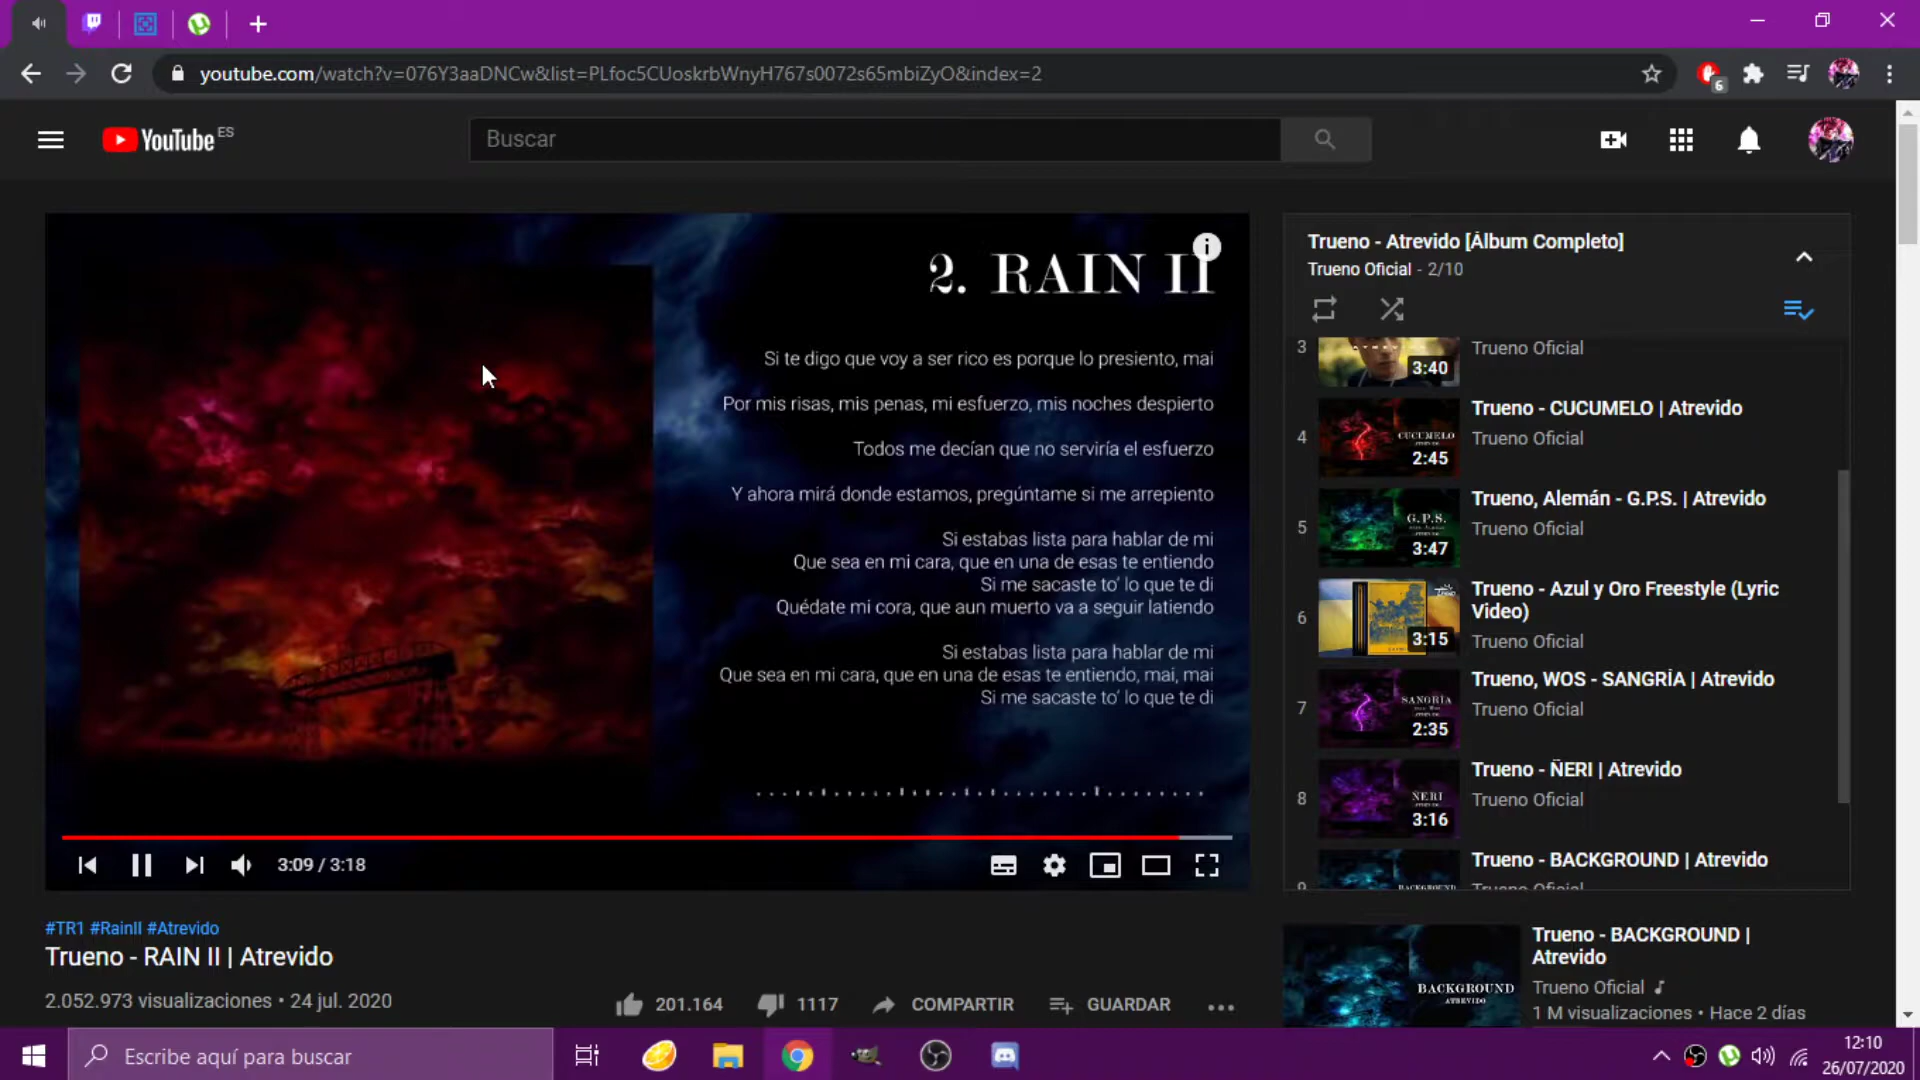 youtube.com/watch?v=076Y3aaDNCw&list=PLfoc5CUoskrbWnyH767s0072s65mbiZyO&index=2
6
YouTube ES
Buscar
2. RAIN II
Si te digo que voy a ser rico es porque lo presiento, mai
Por mis risas, mis penas, mi esfuerzo, mis noches despierto
Todos me decían que no serviría el esfuerzo
Y ahora mirá donde estamos, pregúntame si me arrepiento
Si estabas lista para hablar de mi
Que sea en mi cara, que en una de esas te entiendo
Si me sacaste to' lo que te di
Quédate mi cora, que aun muerto va a seguir latiendo
Si estabas lista para hablar de mi
Que sea en mi cara, que en una de esas te entiendo, mai, mai
Si me sacaste to' lo que te di
3:09 / 3:18
#TR1 #RainII #Atrevido
Trueno - RAIN II | Atrevido
2.052.973 visualizaciones • 24 jul. 2020
201.164
1117
COMPARTIR
GUARDAR
Trueno - Atrevido [Álbum Completo]
Trueno Oficial - 2/10
3
3:40
Trueno Oficial
4
CUCUMELO
2:45
Trueno - CUCUMELO | Atrevido
Trueno Oficial
5
G.P.S.
3:47
Trueno, Alemán - G.P.S. | Atrevido
Trueno Oficial
6
3:15
Trueno - Azul y Oro Freestyle (Lyric
Video)
Trueno Oficial
7
SANGRÍA
2:35
Trueno, WOS - SANGRÍA | Atrevido
Trueno Oficial
8
ÑERI
3:16
Trueno - ÑERI | Atrevido
Trueno Oficial
9
BACKGROUND
Trueno - BACKGROUND | Atrevido
Trueno Oficial
BACKGROUND
ATREVIDO
Trueno - BACKGROUND |
Atrevido
Trueno Oficial
1 M visualizaciones • Hace 2 días
Escribe aquí para buscar
12:10
26/07/2020